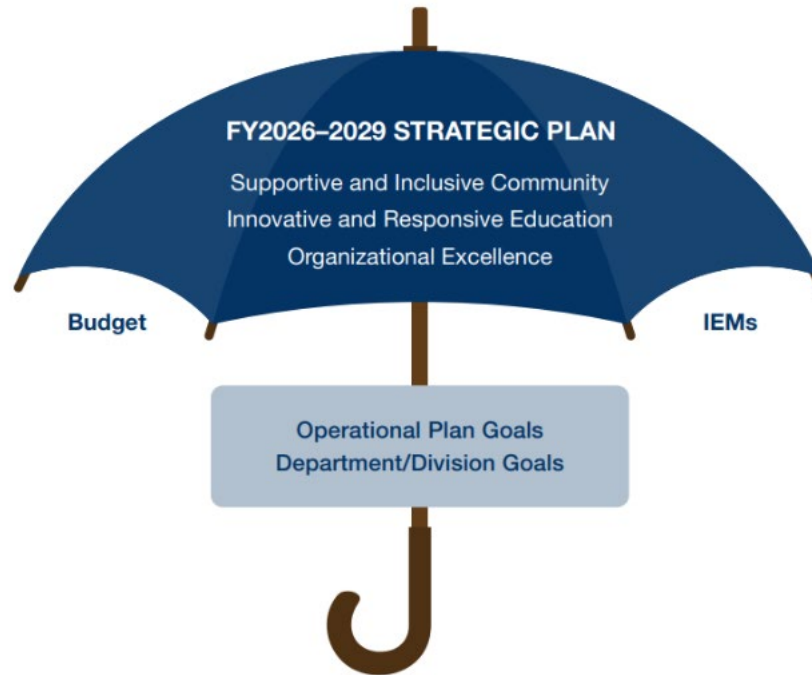 FY2026–2029 STRATEGIC PLAN
Supportive and Inclusive Community
Innovative and Responsive Education
Organizational Excellence
Budget
IEMs
Operational Plan Goals
Department/Division Goals